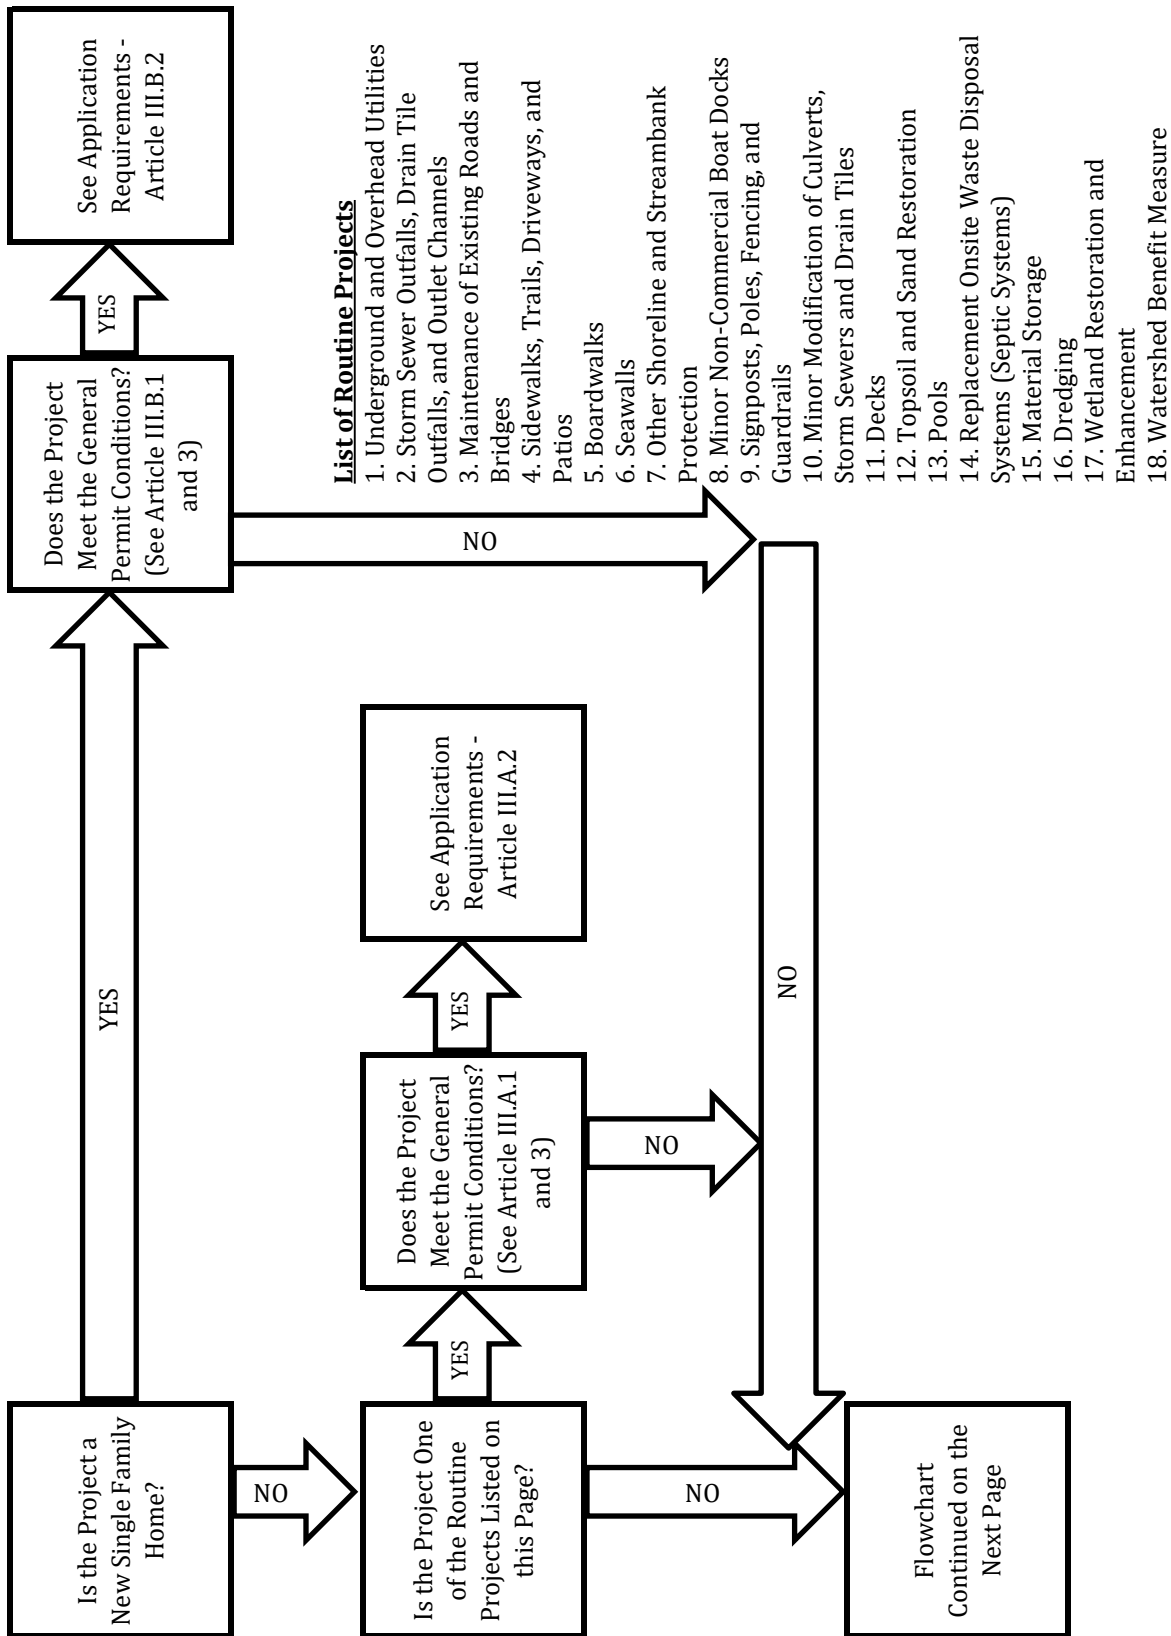 Is the Project a
New Single Family
Home?
YES
Does the Project
Meet the General
Permit Conditions?
(See Article III.B.1
and 3)
YES
See Application
Requirements -
Article III.B.2
NO
NO
Is the Project One
of the Routine
Projects Listed on
this Page?
YES
Does the Project
Meet the General
Permit Conditions?
(See Article III.A.1
and 3)
YES
See Application
Requirements -
Article III.A.2
NO
NO
NO
Flowchart
Continued on the
Next Page
List of Routine Projects
1. Underground and Overhead Utilities
2. Storm Sewer Outfalls, Drain Tile
Outfalls, and Outlet Channels
3. Maintenance of Existing Roads and
Bridges
4. Sidewalks, Trails, Driveways, and
Patios
5. Boardwalks
6. Seawalls
7. Other Shoreline and Streambank
Protection
8. Minor Non-Commercial Boat Docks
9. Signposts, Poles, Fencing, and
Guardrails
10. Minor Modification of Culverts,
Storm Sewers and Drain Tiles
11. Decks
12. Topsoil and Sand Restoration
13. Pools
14. Replacement Onsite Waste Disposal
Systems (Septic Systems)
15. Material Storage
16. Dredging
17. Wetland Restoration and
Enhancement
18. Watershed Benefit Measure